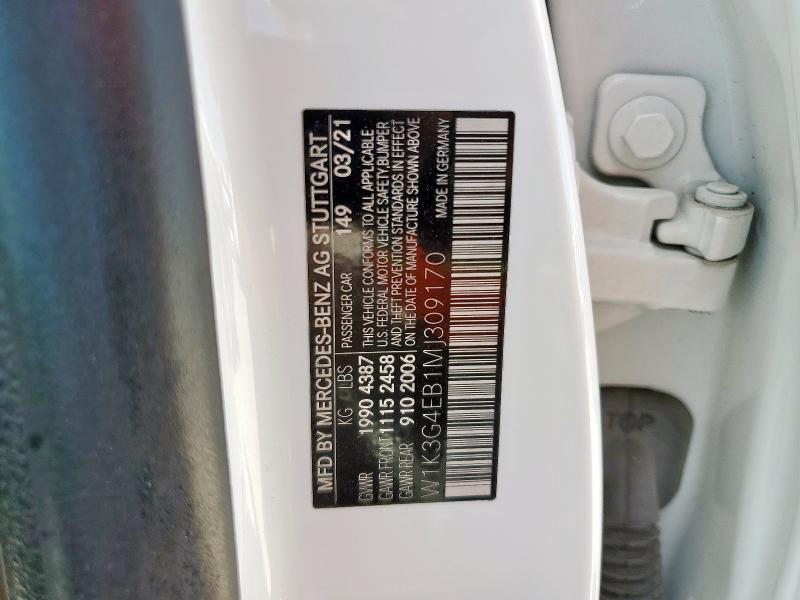 MFD BY MERCEDES-BENZ AG STUTTGART
KG LBS PASSENGER CAR 149 03/21
GVWR 1990 4387
GAWR FRONT 1115 2458
GAWR REAR 910 2006
THIS VEHICLE CONFORMS TO ALL APPLICABLE
U.S. FEDERAL MOTOR VEHICLE SAFETY, BUMPER
AND THEFT PREVENTION STANDARDS IN EFFECT
ON THE DATE OF MANUFACTURE SHOWN ABOVE
W1K3G4EB1MJ309170 MADE IN GERMANY
TOP